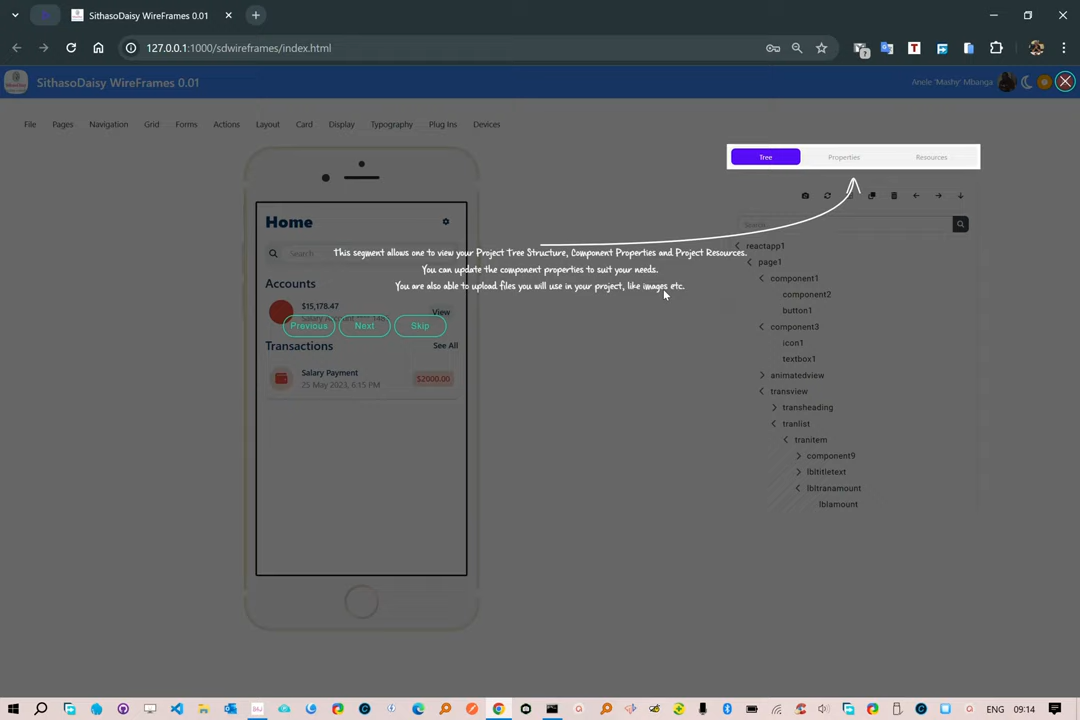 SithasoDaisy WireFrames 0.01
127.0.0.1:1000/sdwireframes/index.html
SithasoDaisy WireFrames 0.01
Anele 'Mashy' Mbanga
File Pages Navigation Grid Forms Actions Layout Card Display Typography Plug Ins Devices
Tree Properties Resources
Home
Search
Search
This segment allows one to view your Project Tree Structure, Component Properties and Project Resources.
You can update the component properties to suit your needs.
You are also able to upload files you will use in your project, like images etc.
Accounts
$15,178.47
Salary Account
View
Previous Next Skip
Transactions
See All
Salary Payment
25 May 2023, 6:15 PM
$2000.00
reactapp1
page1
component1
component2
button1
component3
icon1
textbox1
animatedview
transview
transheading
tranlist
tranitem
component9
lbltitletext
lbltranamount
lblamount
ENG 09:14